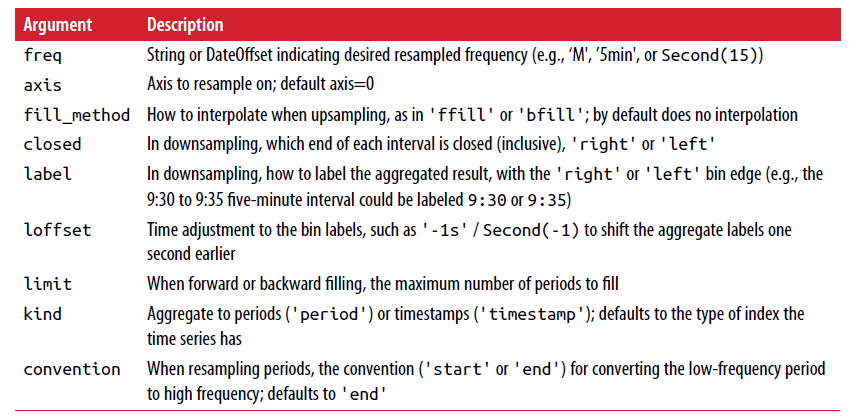 Argument Description
freq String or DateOffset indicating desired resampled frequency (e.g., ‘M', ’5min', or Second(15))
axis Axis to resample on; default axis=0
fill_method How to interpolate when upsampling, as in 'ffill' or 'bfill'; by default does no interpolation
closed In downsampling, which end of each interval is closed (inclusive), 'right' or 'left'
label In downsampling, how to label the aggregated result, with the 'right' or 'left' bin edge (e.g., the
9:30 to 9:35 five-minute interval could be labeled 9:30 or 9:35)
loffset Time adjustment to the bin labels, such as '-1s' / Second(-1) to shift the aggregate labels one
second earlier
limit When forward or backward filling, the maximum number of periods to fill
kind Aggregate to periods ('period') or timestamps ('timestamp'); defaults to the type of index the
time series has
convention When resampling periods, the convention ('start' or 'end') for converting the low-frequency period
to high frequency; defaults to 'end'